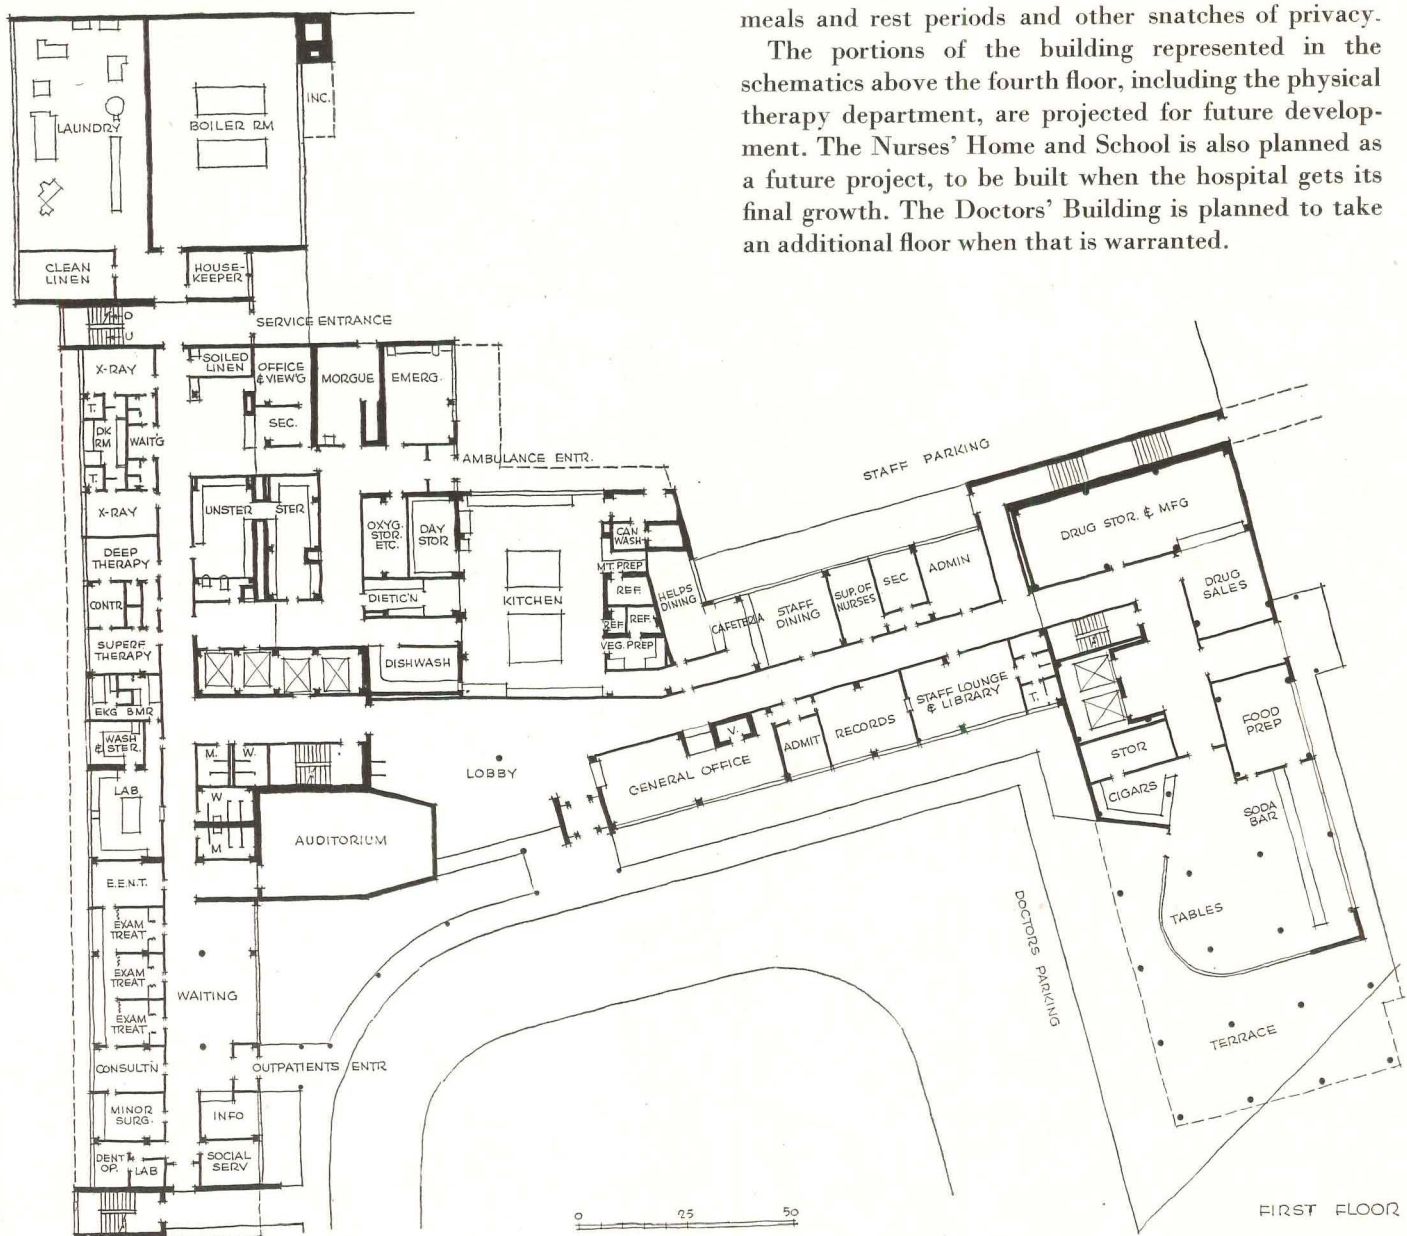 meals and rest periods and other snatches of privacy.
The portions of the building represented in the
schematics above the fourth floor, including the physical
therapy department, are projected for future develop-
ment. The Nurses' Home and School is also planned as
a future project, to be built when the hospital gets its
final growth. The Doctors' Building is planned to take
an additional floor when that is warranted.
LAUNDRY
BOILER RM
INC.
CLEAN
LINEN
HOUSE-
KEEPER
D
U
SERVICE ENTRANCE
X-RAY
SOILED
LINEN
OFFICE
& VIEW'G
MORGUE
EMERG.
T.
DK
RM
WAIT'G
T.
SEC.
AMBULANCE ENTR.
X-RAY
UNSTER
STER
OXYG.
STOR.
ETC.
DAY
STOR
KITCHEN
CAN
WASH
MT. PREP
REF.
REF.
REF.
VEG. PREP
HELPS
DINING
DEEP
THERAPY
CONTR
SUPERF
THERAPY
DIETIC'N
DISHWASH
CAFETERIA
STAFF
DINING
SUP. OF
NURSES
SEC
ADMIN
STAFF PARKING
DRUG STOR. & MFG
DRUG
SALES
EKG
BMR
WASH
& STER.
LAB
M.
W.
W
M
LOBBY
AUDITORIUM
GENERAL OFFICE
V.
ADMIT
RECORDS
STAFF LOUNGE
& LIBRARY
T.
STOR
CIGARS
FOOD
PREP
SODA
BAR
TABLES
TERRACE
DOCTORS PARKING
E.E.N.T.
EXAM
TREAT
EXAM
TREAT
EXAM
TREAT
WAITING
CONSULT'N
OUTPATIENTS ENTR
MINOR
SURG.
INFO
DENT
OP.
LAB
SOCIAL
SERV
0 25 50
FIRST FLOOR